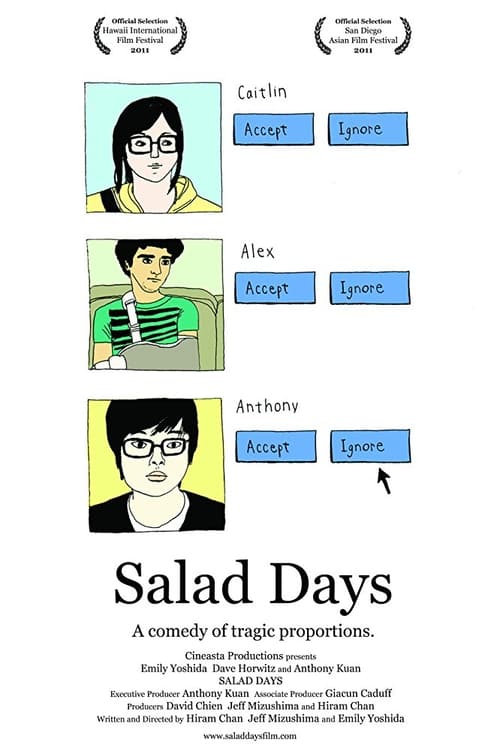 Official Selection
Hawaii International
Film Festival
2011
Official Selection
San Diego
Asian Film Festival
2011
Caitlin
Accept Ignore
Alex
Accept Ignore
Anthony
Accept Ignore
Salad Days
A comedy of tragic proportions.
Cineasta Productions presents
Emily Yoshida Dave Horwitz and Anthony Kuan
SALAD DAYS
Executive Producer Anthony Kuan Associate Producer Giacun Caduff
Producers David Chien Jeff Mizushima and Hiram Chan
Written and Directed by Hiram Chan Jeff Mizushima and Emily Yoshida
www.saladdaysfilm.com